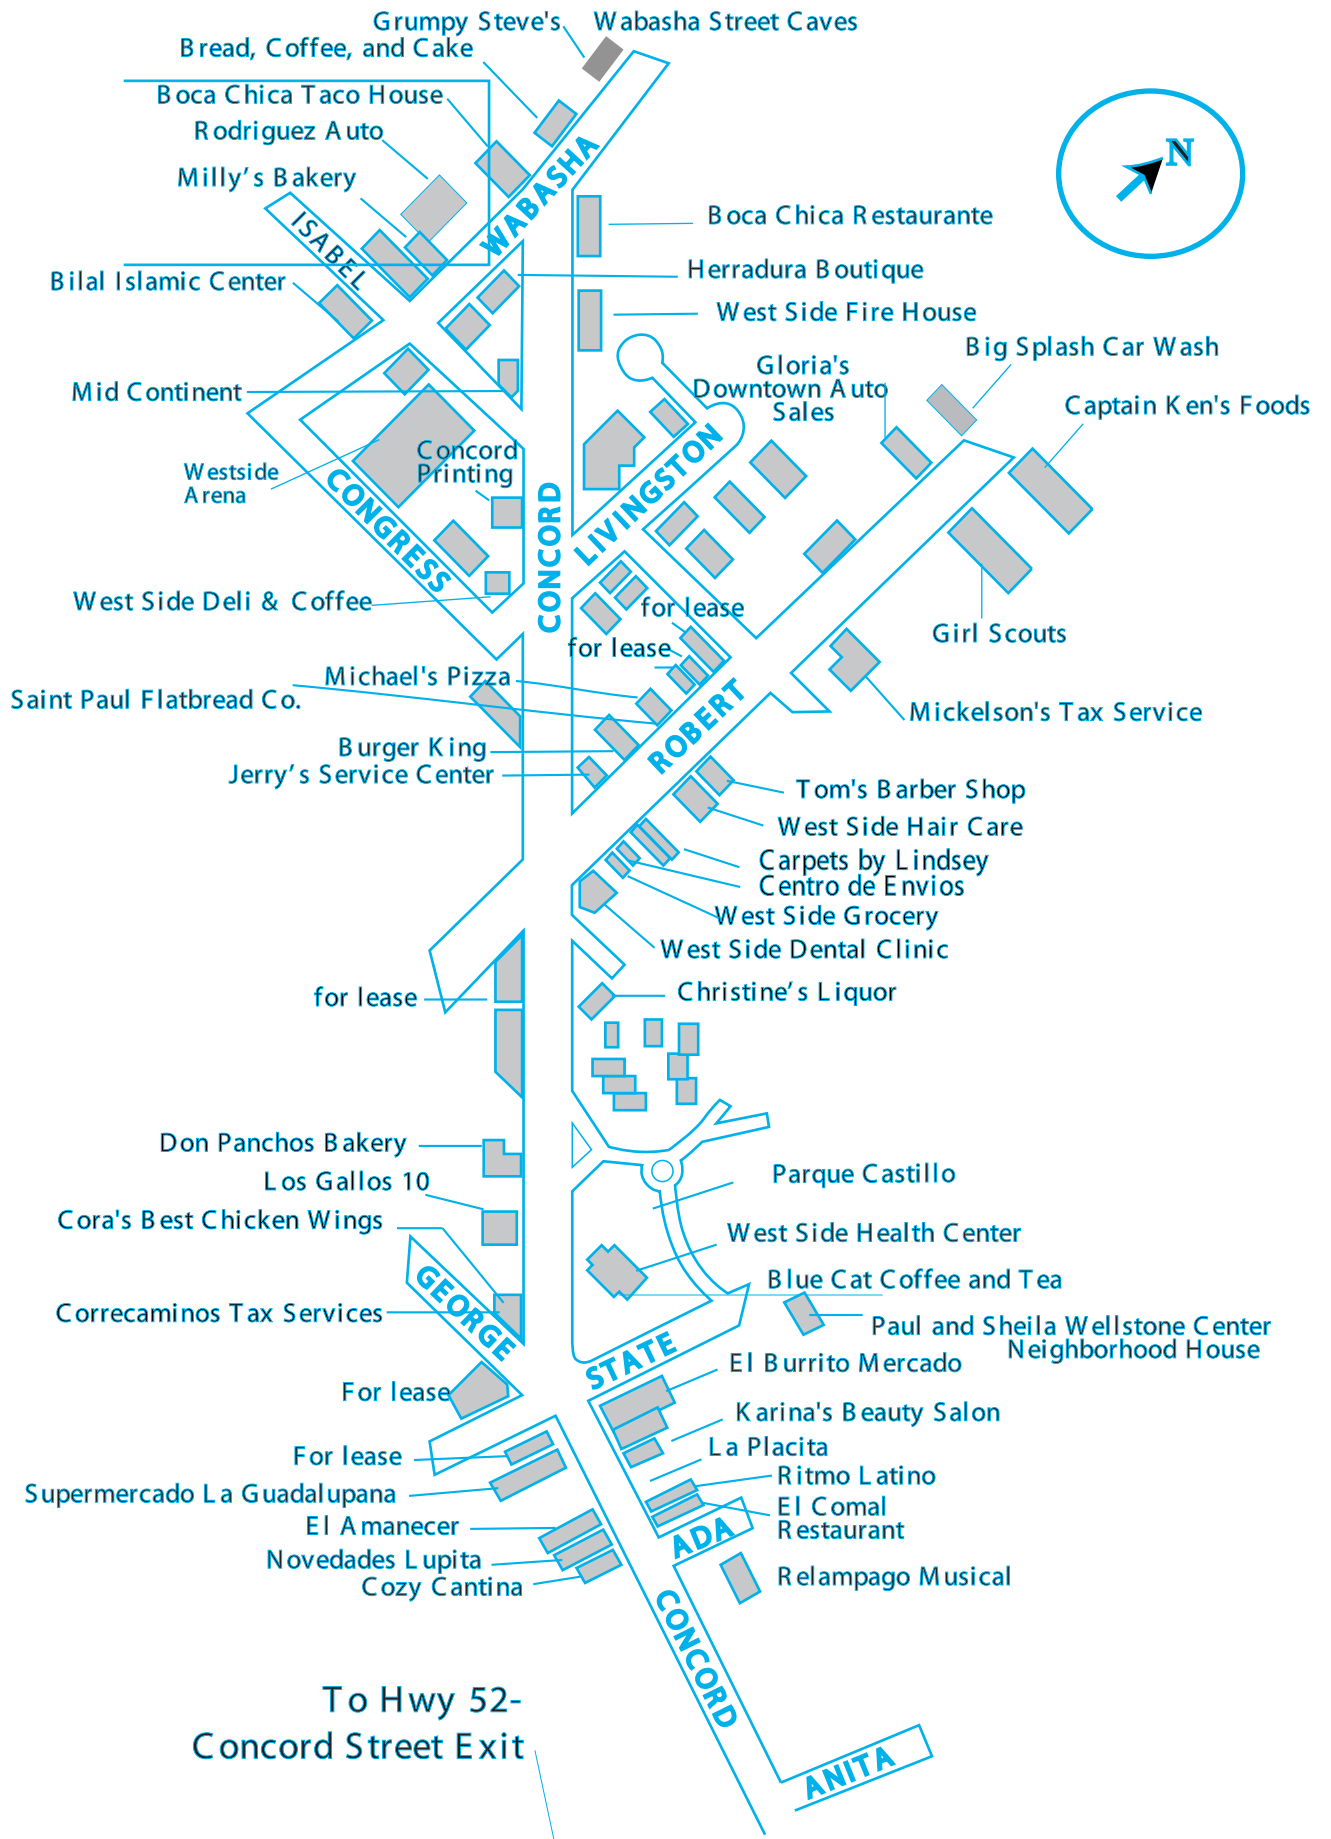 Grumpy Steve's
Bread, Coffee, and Cake
Wabasha Street Caves
Boca Chica Taco House
Rodriguez Auto
Milly’s Bakery
N
ISABEL
WABASHA
Boca Chica Restaurante
Bilal Islamic Center
Herradura Boutique
West Side Fire House
Big Splash Car Wash
Gloria's
Downtown Auto
Sales
Mid Continent
Captain Ken's Foods
Westside
Arena
Concord
Printing
CONGRESS
CONCORD
LIVINGSTON
West Side Deli & Coffee
for lease
for lease
Girl Scouts
Michael's Pizza
Saint Paul Flatbread Co.
ROBERT
Mickelson's Tax Service
Burger King
Jerry’s Service Center
Tom's Barber Shop
West Side Hair Care
Carpets by Lindsey
Centro de Envios
West Side Grocery
West Side Dental Clinic
for lease
Christine’s Liquor
Don Panchos Bakery
Los Gallos 10
Parque Castillo
Cora's Best Chicken Wings
West Side Health Center
GEORGE
Blue Cat Coffee and Tea
Correcaminos Tax Services
Paul and Sheila Wellstone Center
Neighborhood House
STATE
El Burrito Mercado
For lease
Karina's Beauty Salon
La Placita
For lease
Ritmo Latino
Supermercado La Guadalupana
El Comal
Restaurant
El Amanecer
ADA
Novedades Lupita
Cozy Cantina
Relampago Musical
CONCORD
To Hwy 52-
Concord Street Exit
ANITA